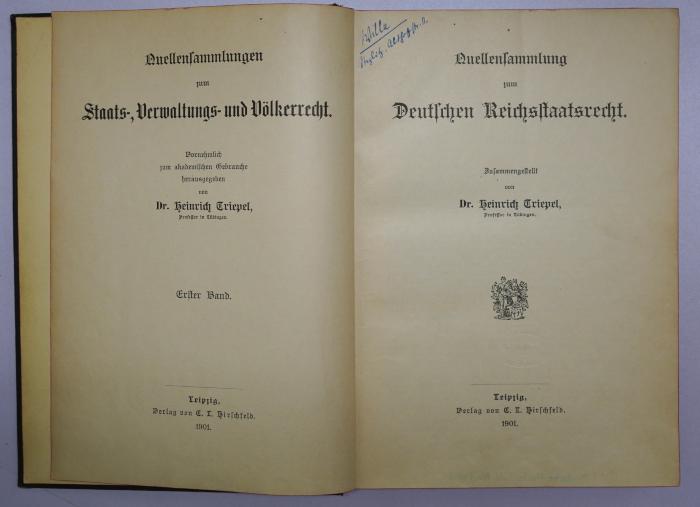 Quellensammlungen
zum
Staats-, Verwaltungs- und Völkerrecht.
Vornehmlich
zum akademischen Gebrauche
herausgegeben
von
Dr. Heinrich Triepel,
Professor in Tübingen.
Erster Band.
Leipzig,
Verlag von C. L. Hirschfeld.
1901.
Quellensammlung
zum
Deutschen Reichsstaatsrecht.
Zusammengestellt
von
Dr. Heinrich Triepel,
Professor in Tübingen.
Leipzig,
Verlag von C. L. Hirschfeld.
1901.